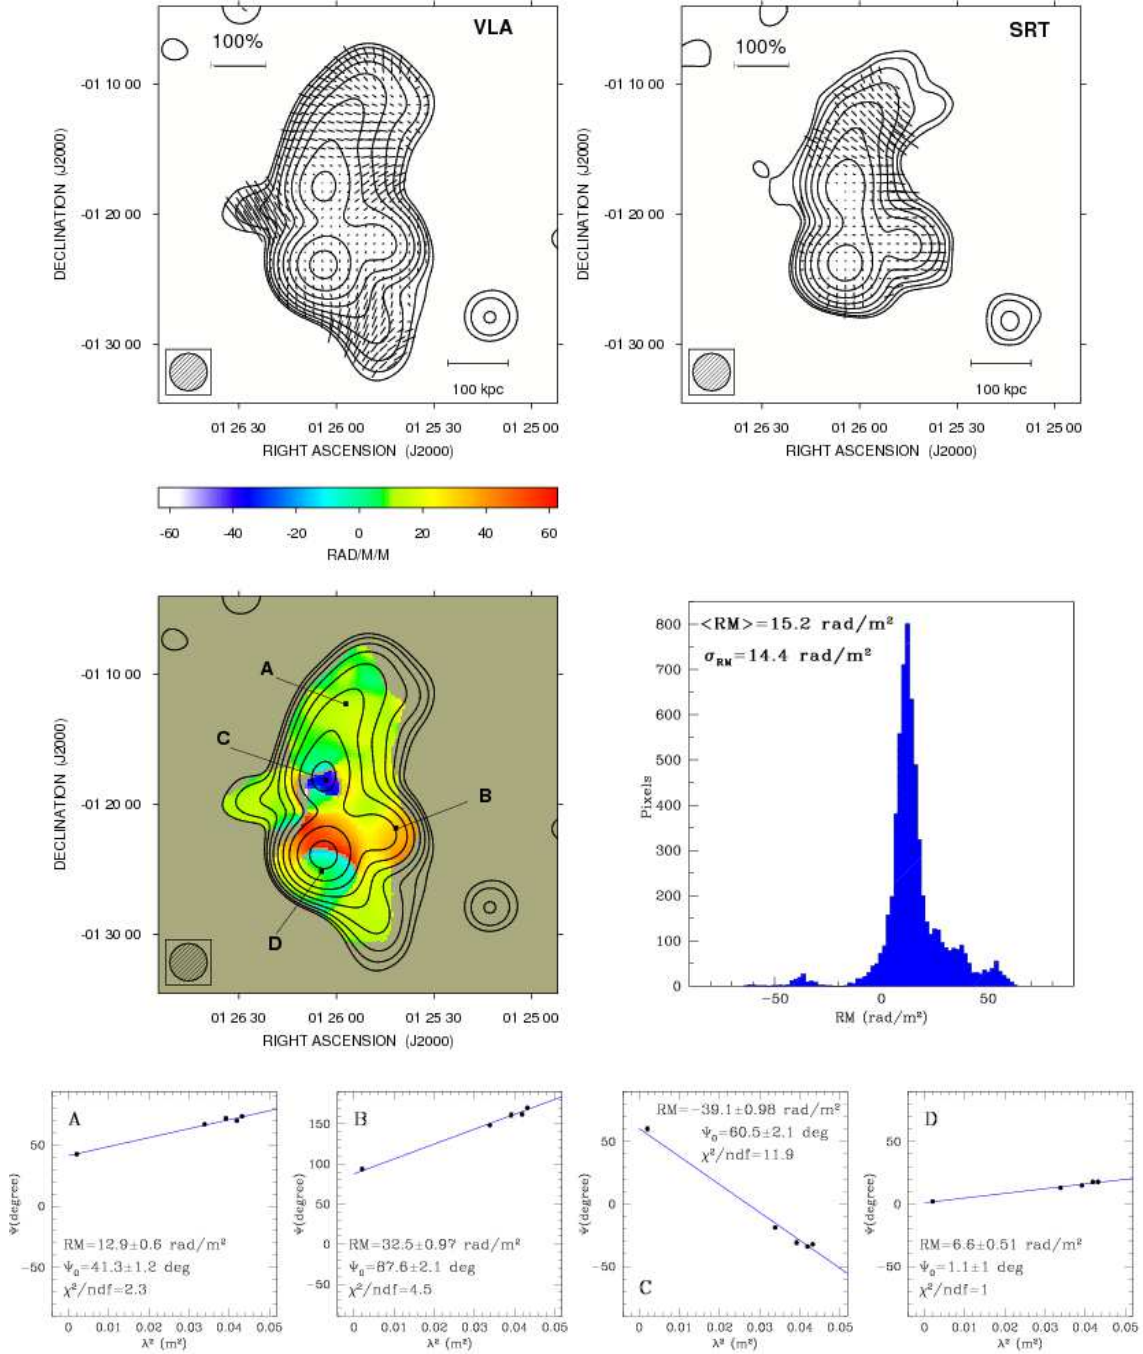 VLA
100%
-01 10 00
-01 20 00
-01 30 00
DECLINATION (J2000)
100 kpc
01 26 30
01 26 00
01 25 30
01 25 00
RIGHT ASCENSION (J2000)
SRT
100%
-01 10 00
-01 20 00
-01 30 00
DECLINATION (J2000)
100 kpc
01 26 30
01 26 00
01 25 30
01 25 00
RIGHT ASCENSION (J2000)
-60 -40 -20 0 20 40 60
RAD/M/M
-01 10 00
-01 20 00
-01 30 00
DECLINATION (J2000)
A
C
B
D
01 26 30
01 26 00
01 25 30
01 25 00
RIGHT ASCENSION (J2000)
<RM>=15.2 rad/m²
σRM=14.4 rad/m²
800
700
600
500
400
300
200
100
0
Pixels
−50 0 50
RM (rad/m²)
A
50
0
−50
Ψ(degree)
RM=12.9±0.6 rad/m²
Ψ₀=41.3±1.2 deg
χ²/ndf=2.3
0 0.01 0.02 0.03 0.04 0.05
λ² (m²)
B
150
100
50
0
−50
Ψ(degree)
RM=32.5±0.97 rad/m²
Ψ₀=87.6±2.1 deg
χ²/ndf=4.5
0 0.01 0.02 0.03 0.04 0.05
λ² (m²)
RM=−39.1±0.98 rad/m²
Ψ₀=60.5±2.1 deg
χ²/ndf=11.9
50
0
−50
Ψ(degree)
C
0 0.01 0.02 0.03 0.04 0.05
λ² (m²)
D
50
0
−50
Ψ(degree)
RM=6.6±0.51 rad/m²
Ψ₀=1.1±1 deg
χ²/ndf=1
0 0.01 0.02 0.03 0.04 0.05
λ² (m²)